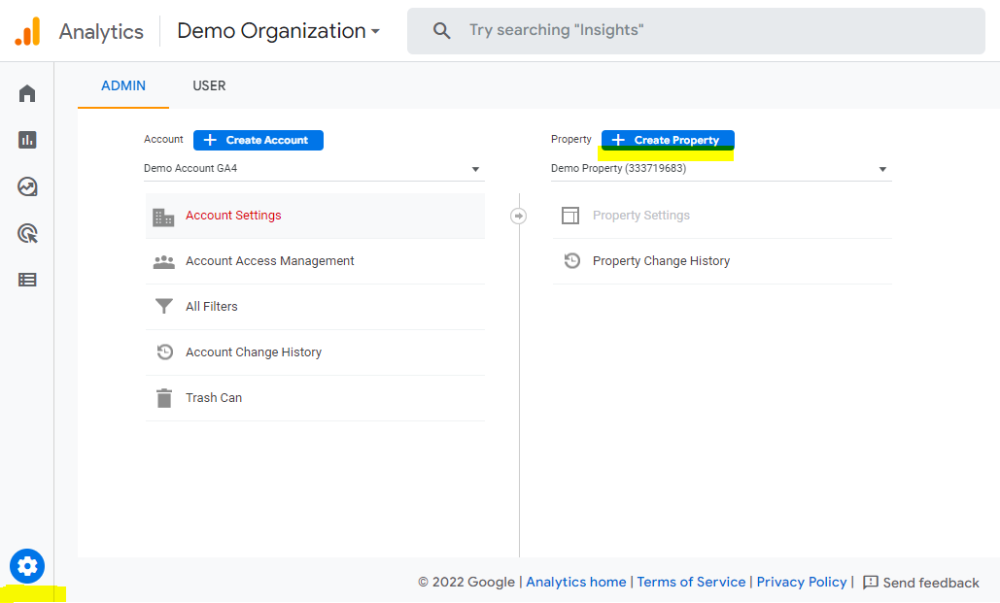 Analytics
Demo Organization
Try searching "Insights"
ADMIN
USER
Account
Create Account
Demo Account GA4
Account Settings
Account Access Management
All Filters
Account Change History
Trash Can
Property
Create Property
Demo Property (333719683)
Property Settings
Property Change History
© 2022 Google | Analytics home | Terms of Service | Privacy Policy | Send feedback